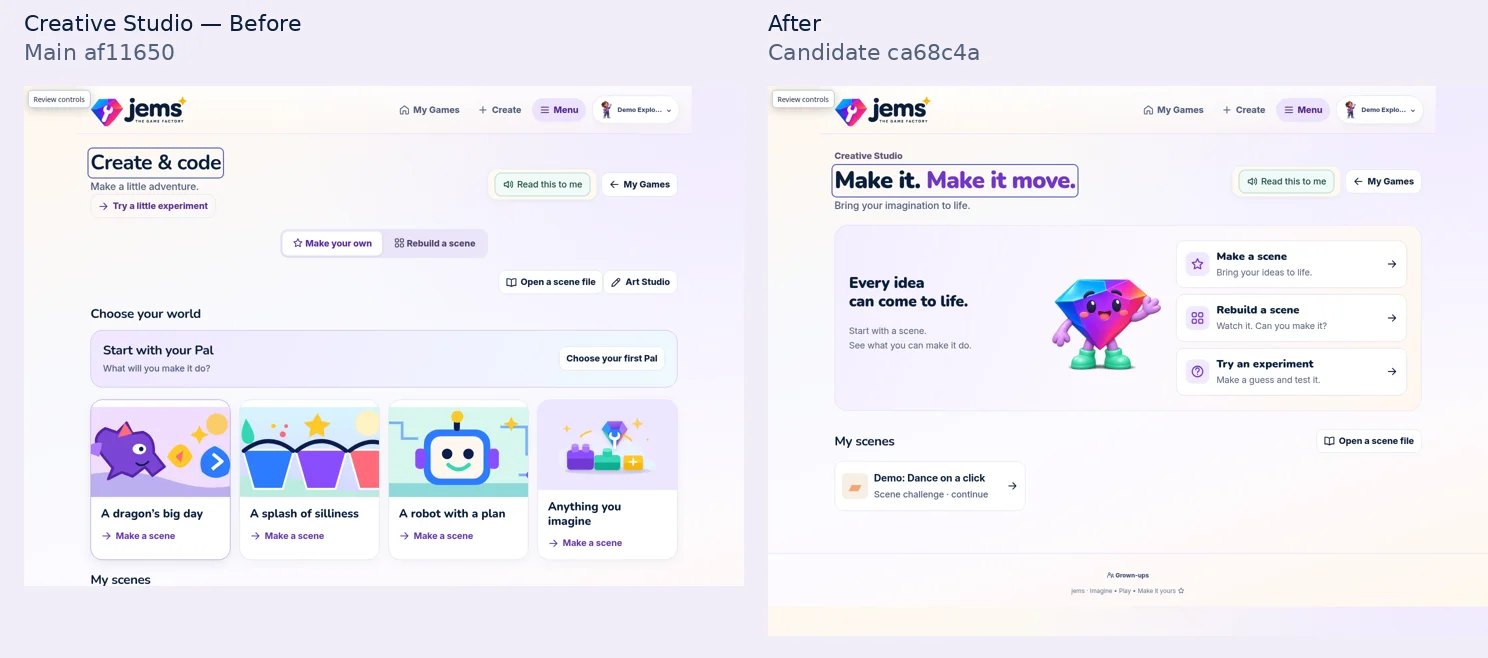 Creative Studio — Before
Main af11650
Review controls
jems
THE GAME FACTORY
My Games
Create
Menu
Demo Explo...
Create & code
Make a little adventure.
Try a little experiment
Read this to me
My Games
Make your own
Rebuild a scene
Open a scene file
Art Studio
Choose your world
Start with your Pal
What will you make it do?
Choose your first Pal
A dragon's big day
Make a scene
A splash of silliness
Make a scene
A robot with a plan
Make a scene
Anything you
imagine
Make a scene
My scenes
After
Candidate ca68c4a
Review controls
jems
THE GAME FACTORY
My Games
Create
Menu
Demo Explo...
Creative Studio
Make it. Make it move.
Bring your imagination to life.
Read this to me
My Games
Every idea
can come to life.
Start with a scene.
See what you can make it do.
Make a scene
Bring your ideas to life.
Rebuild a scene
Watch it. Can you make it?
Try an experiment
Make a guess and test it.
My scenes
Open a scene file
Demo: Dance on a click
Scene challenge · continue
Grown-ups
jems · Imagine • Play • Make it yours